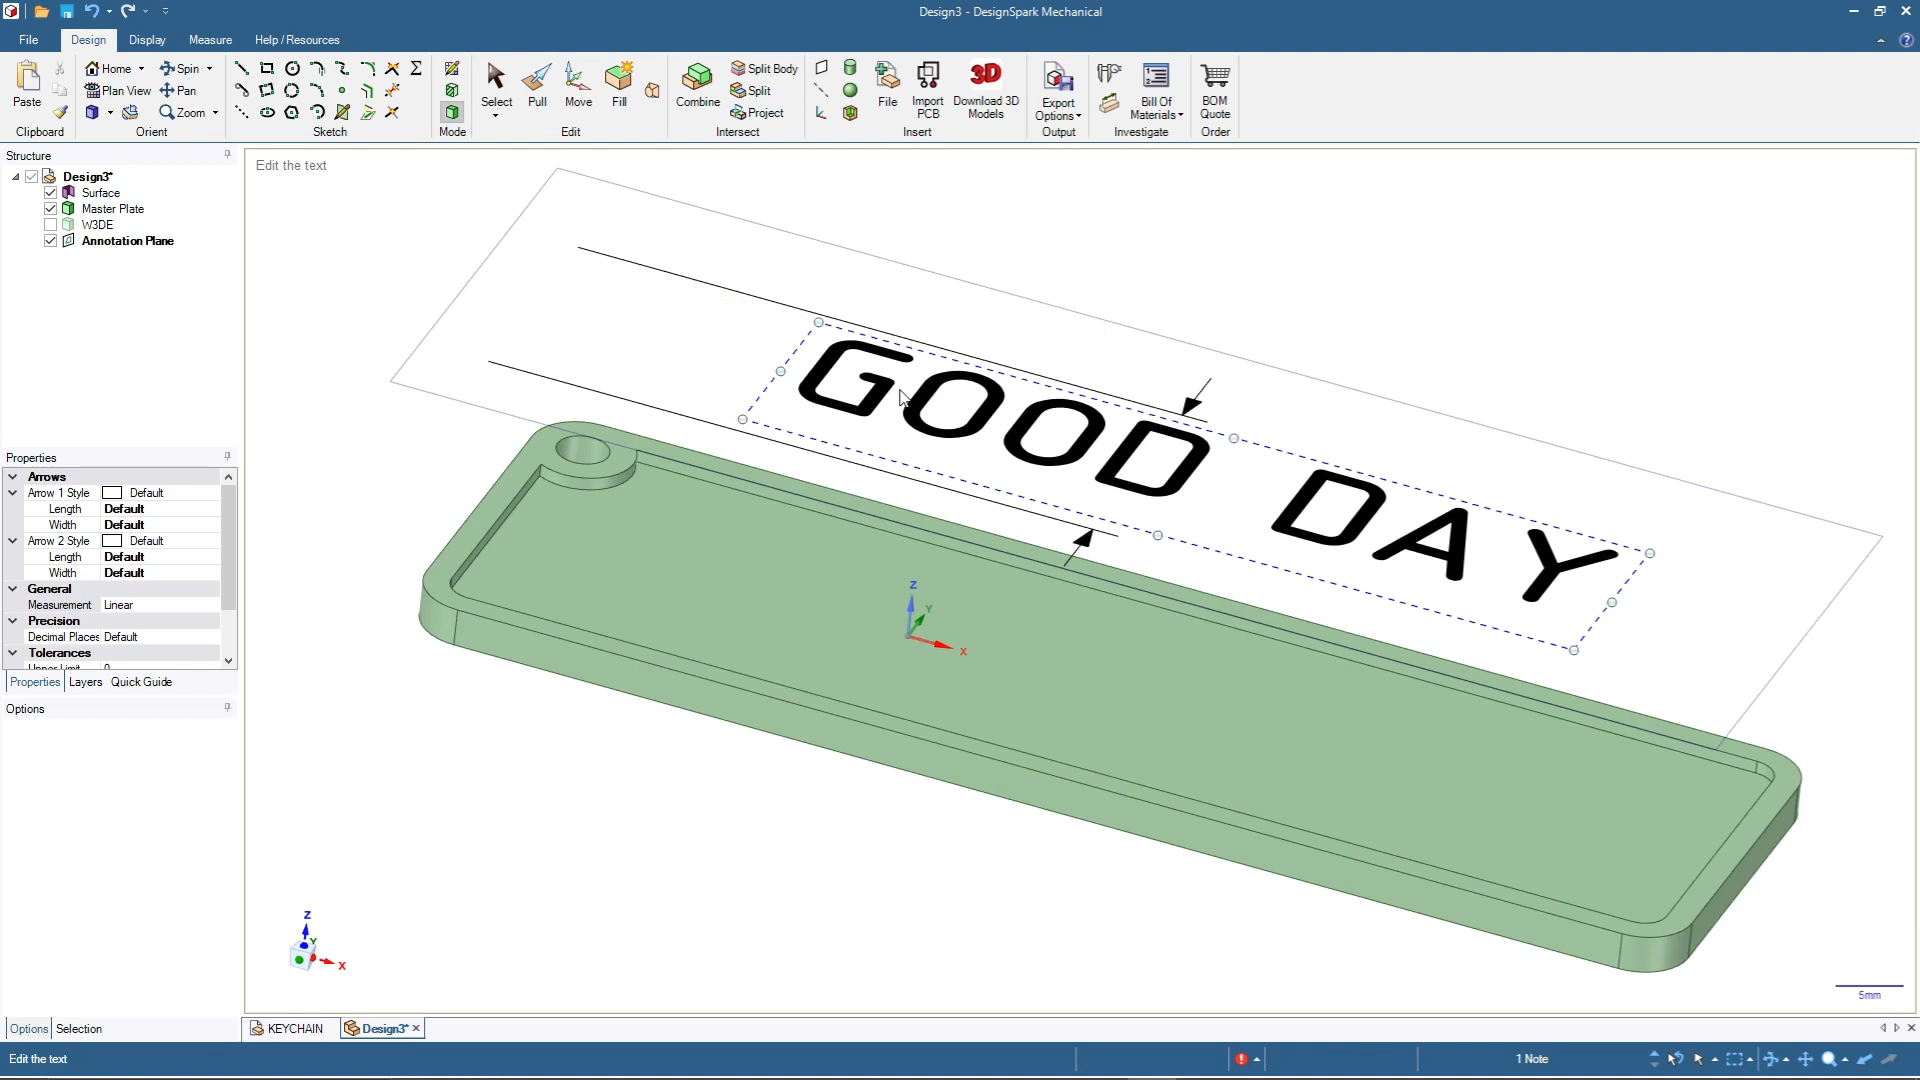 Design3 - DesignSpark Mechanical
File Design Display Measure Help / Resources
Paste
Clipboard
Home Spin
Plan View Pan
Zoom
Orient
Sketch
Mode
Select Pull Move Fill
Edit
Combine Split Body
Split
Project
Intersect
File Import PCB Download 3D Models
Insert
3D
Export Options
Output
Bill Of Materials
Investigate
BOM Quote
Order
Structure
Design3*
Surface
Master Plate
W3DE
Annotation Plane
Properties
Arrows
Arrow 1 Style Default
Length Default
Width Default
Arrow 2 Style Default
Length Default
Width Default
General
Measurement Linear
Precision
Decimal Places Default
Tolerances
Upper Limit 0
Properties Layers Quick Guide
Options
Options Selection
Edit the text
GOOD DAY
Z
Y
X
Z
Y
X
5mm
KEYCHAIN Design3*
Edit the text
1 Note